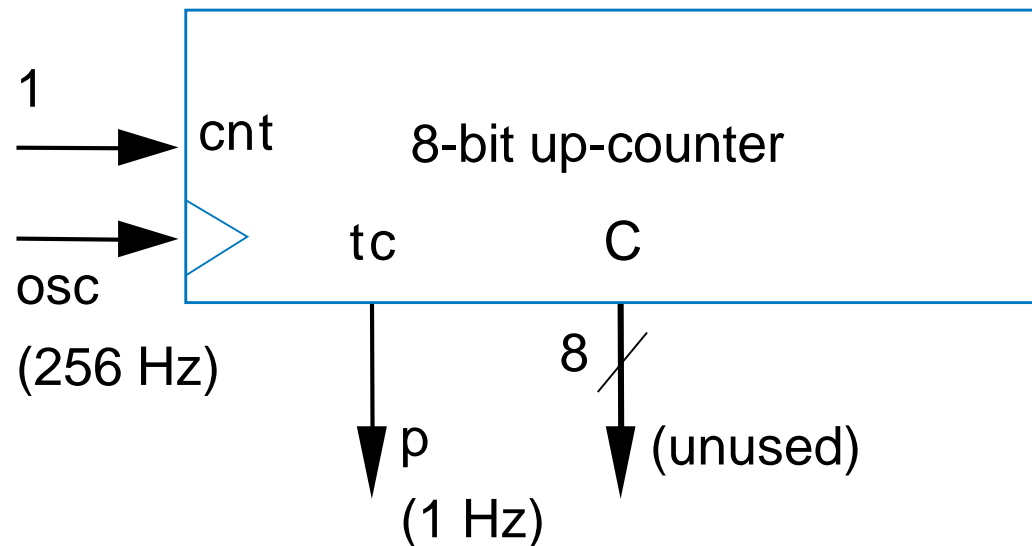 1
cnt
8-bit up-counter
tc
C
osc
(256 Hz)
8
p
(unused)
(1 Hz)